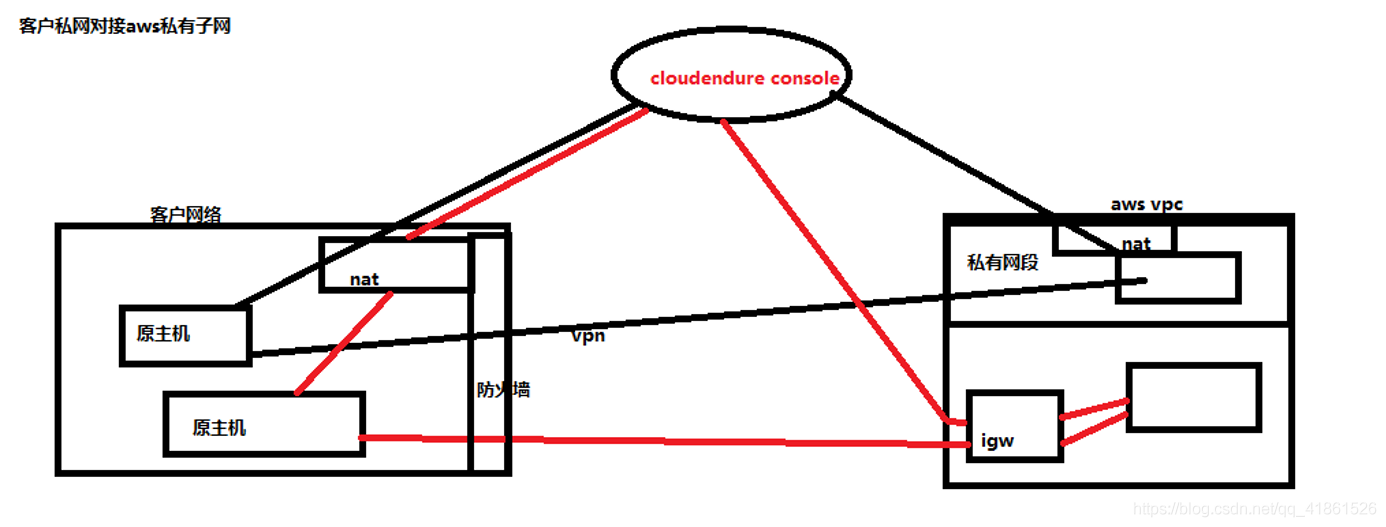 客户私网对接aws私有子网
cloudendure console
客户网络
aws vpc
nat
私有网段
nat
原主机
vpn
防火墙
原主机
igw
https://blog.csdn.net/qq_41861526